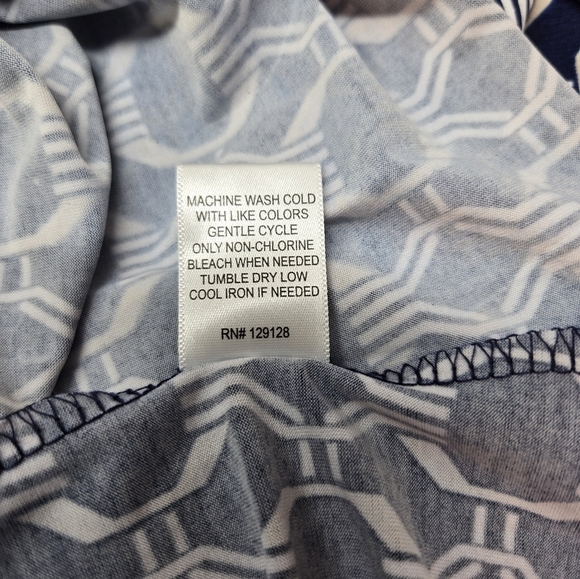 MACHINE WASH COLD
WITH LIKE COLORS
GENTLE CYCLE
ONLY NON-CHLORINE
BLEACH WHEN NEEDED
TUMBLE DRY LOW
COOL IRON IF NEEDED
RN# 129128